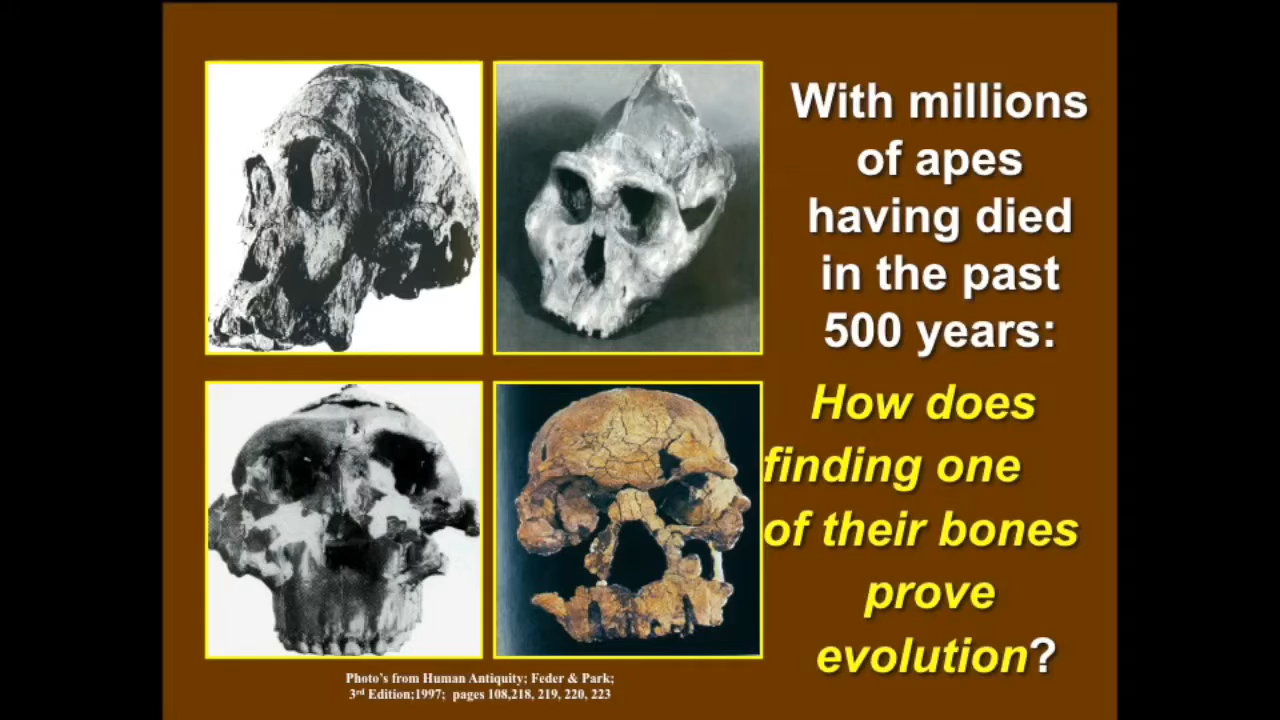 With millions
of apes
having died
in the past
500 years:
How does
finding one
of their bones
prove
evolution?
Photo's from Human Antiquity; Feder & Park;
3rd Edition;1997;  pages 108,218, 219, 220, 223